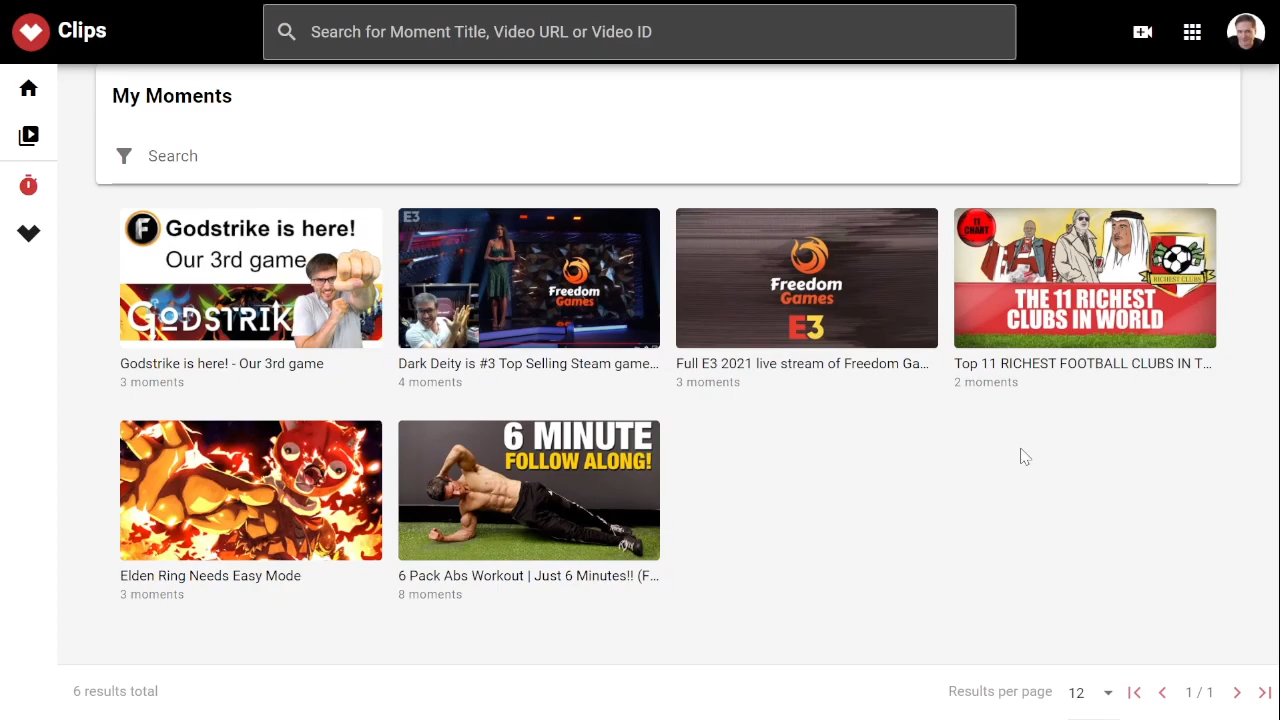 Clips
Search for Moment Title, Video URL or Video ID
My Moments
Search
F Godstrike is here!
Our 3rd game
GODSTRIK
Godstrike is here! - Our 3rd game
3 moments
E3
Freedom
Games
Dark Deity is #3 Top Selling Steam game...
4 moments
Freedom
Games
E3
Full E3 2021 live stream of Freedom Ga...
3 moments
11
CHART
RICHEST CLUBS
THE 11 RICHEST
CLUBS IN WORLD
Top 11 RICHEST FOOTBALL CLUBS IN T...
2 moments
Elden Ring Needs Easy Mode
3 moments
6 MINUTE
FOLLOW ALONG!
6 Pack Abs Workout | Just 6 Minutes!! (F...
8 moments
6 results total
Results per page 12 1 / 1